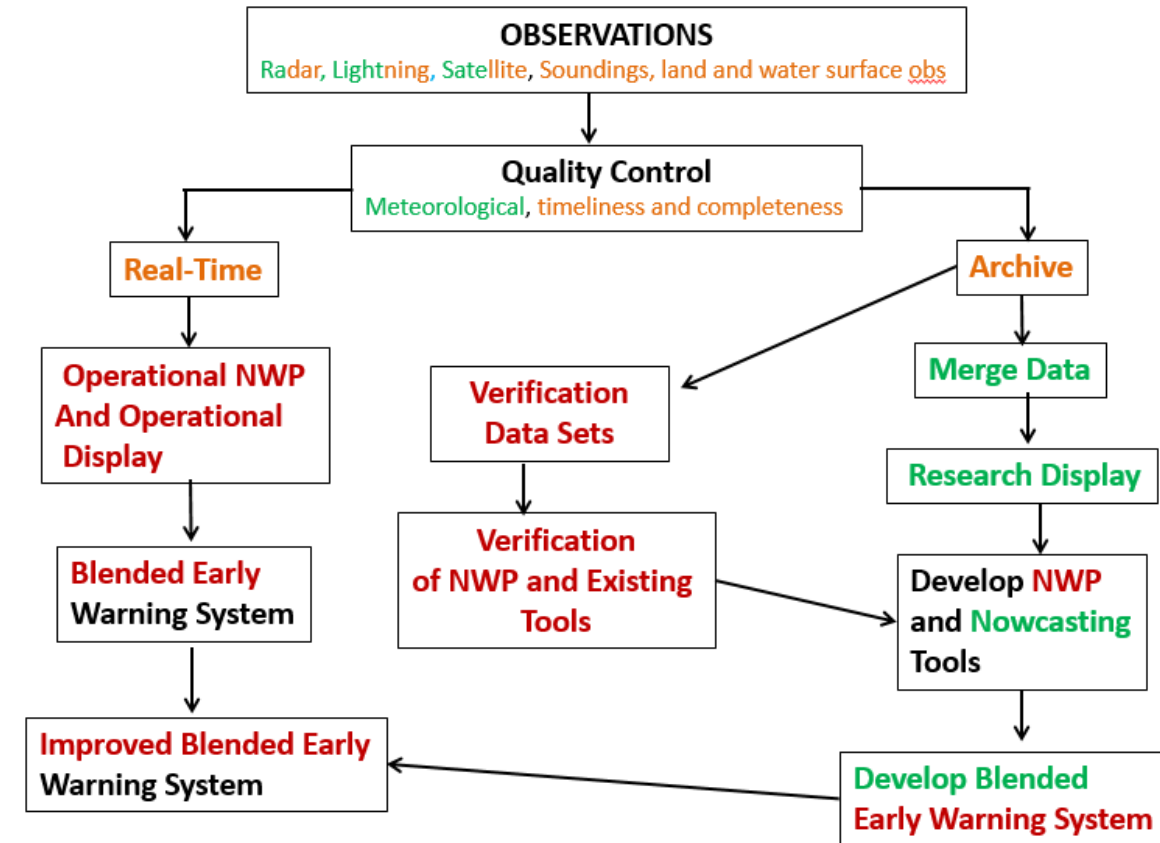 OBSERVATIONS
Radar, Lightning, Satellite, Soundings, land and water surface obs
Quality Control
Meteorological, timeliness and completeness
Real-Time
Archive
Operational NWP
And Operational
Display
Verification
Data Sets
Merge Data
Research Display
Blended Early
Warning System
Verification
of NWP and Existing
Tools
Develop NWP
and Nowcasting
Tools
Improved Blended Early
Warning System
Develop Blended
Early Warning System